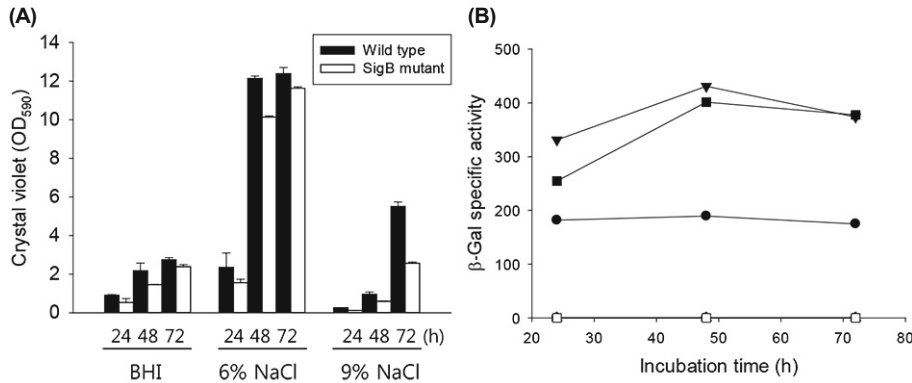 (A)
Crystal violet (OD590)
14
12
10
8
6
4
2
0
Wild type
SigB mutant
24 48 72 24 48 72 24 48 72 (h)
BHI 6% NaCl 9% NaCl
(B)
β-Gal specific activity
500
400
300
200
100
0
20 30 40 50 60 70 80
Incubation time (h)